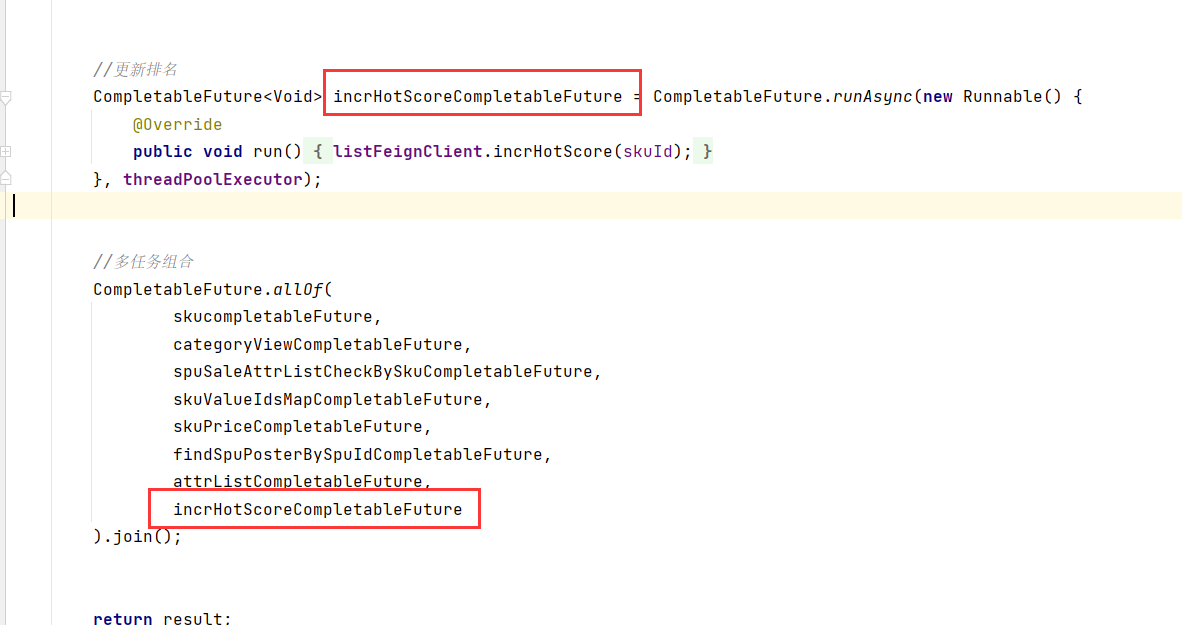 //更新排名
CompletableFuture<Void> incrHotScoreCompletableFuture = CompletableFuture.runAsync(new Runnable() {
@Override
public void run() { listFeignClient.incrHotScore(skuId); }
}, threadPoolExecutor);
//多任务组合
CompletableFuture.allOf(
skucompletableFuture,
categoryViewCompletableFuture,
spuSaleAttrListCheckBySkuCompletableFuture,
skuValueIdsMapCompletableFuture,
skuPriceCompletableFuture,
findSpuPosterBySpuIdCompletableFuture,
attrListCompletableFuture,
incrHotScoreCompletableFuture
).join();
return result;